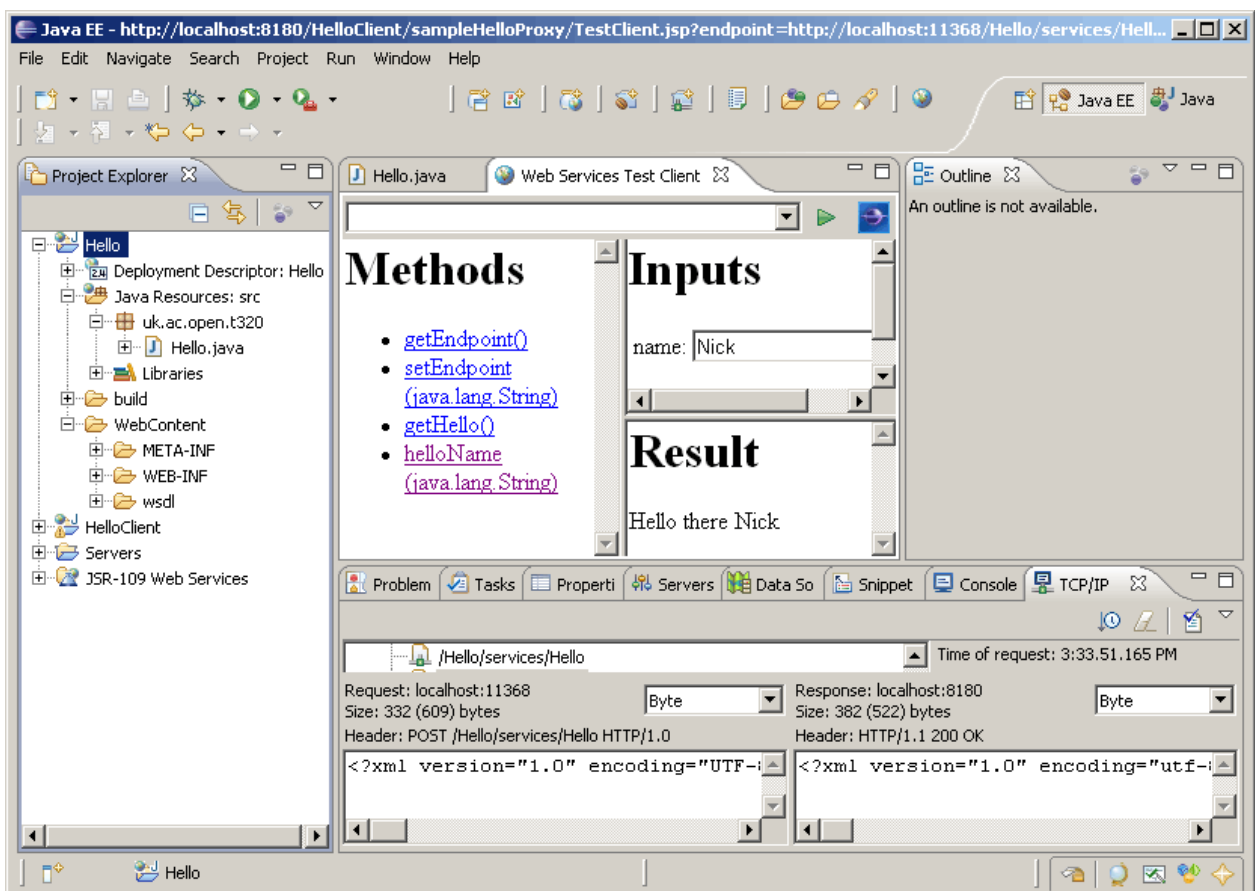 Java EE - http://localhost:8180/HelloClient/sampleHelloProxy/TestClient.jsp?endpoint=http://localhost:11368/Hello/services/Hell...
File Edit Navigate Search Project Run Window Help
Java EE Java
Project Explorer
Hello
Deployment Descriptor: Hello
Java Resources: src
uk.ac.open.t320
Hello.java
Libraries
build
WebContent
META-INF
WEB-INF
wsdl
HelloClient
Servers
JSR-109 Web Services
Hello.java Web Services Test Client
Methods
getEndpoint()
setEndpoint
(java.lang.String)
getHello()
helloName
(java.lang.String)
Inputs
name: Nick
Result
Hello there Nick
Outline
An outline is not available.
Problem Tasks Properti Servers Data So Snippet Console TCP/IP
/Hello/services/Hello
Time of request: 3:33.51.165 PM
Request: localhost:11368
Size: 332 (609) bytes
Header: POST /Hello/services/Hello HTTP/1.0
Byte
<?xml version="1.0" encoding="UTF-
Response: localhost:8180
Size: 382 (522) bytes
Header: HTTP/1.1 200 OK
Byte
<?xml version="1.0" encoding="utf-
Hello